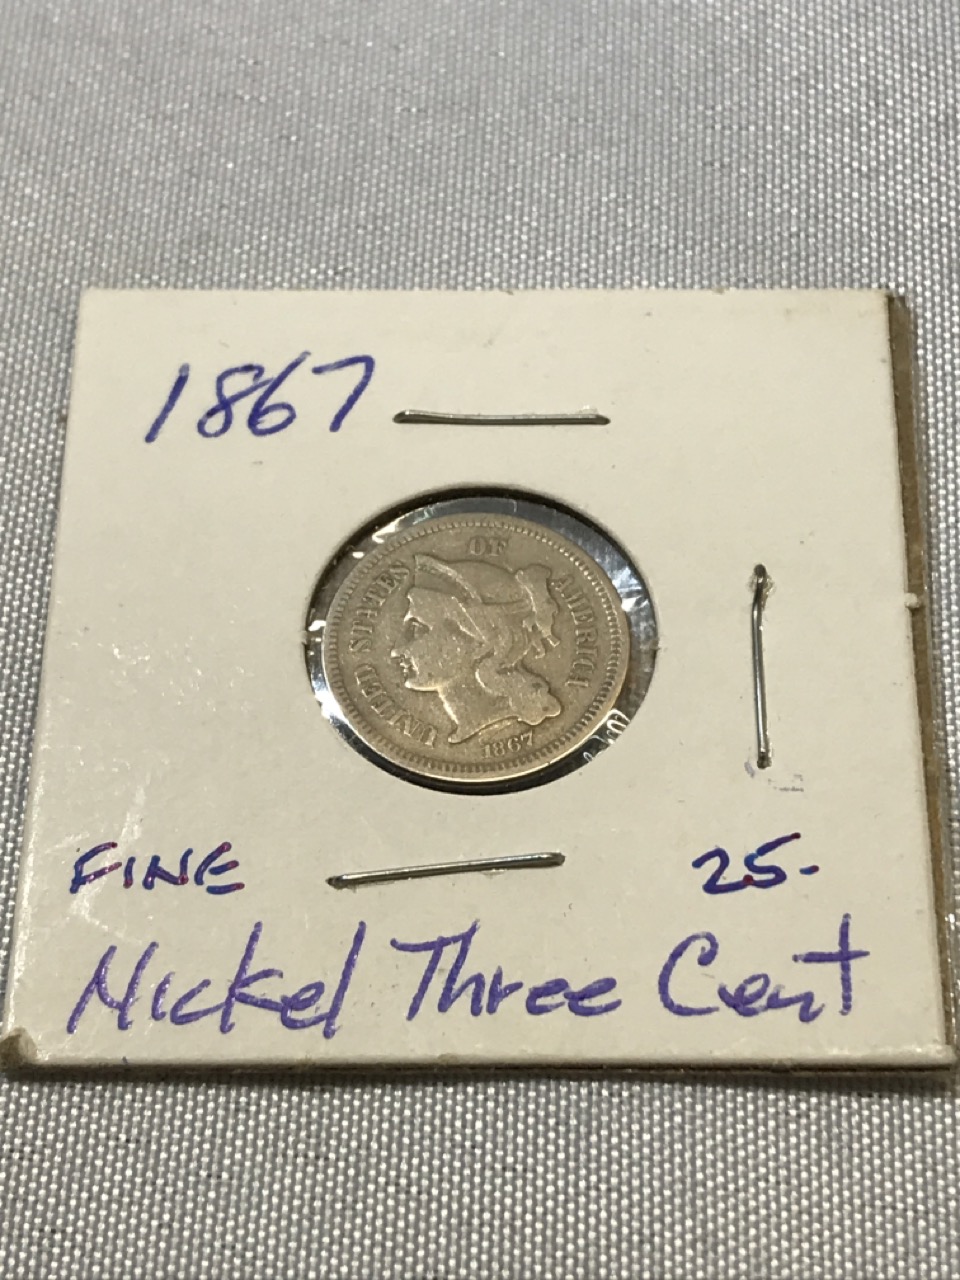 1867
UNITED STATES OF AMERICA
1867
FINE 25-
Nickel Three Cent